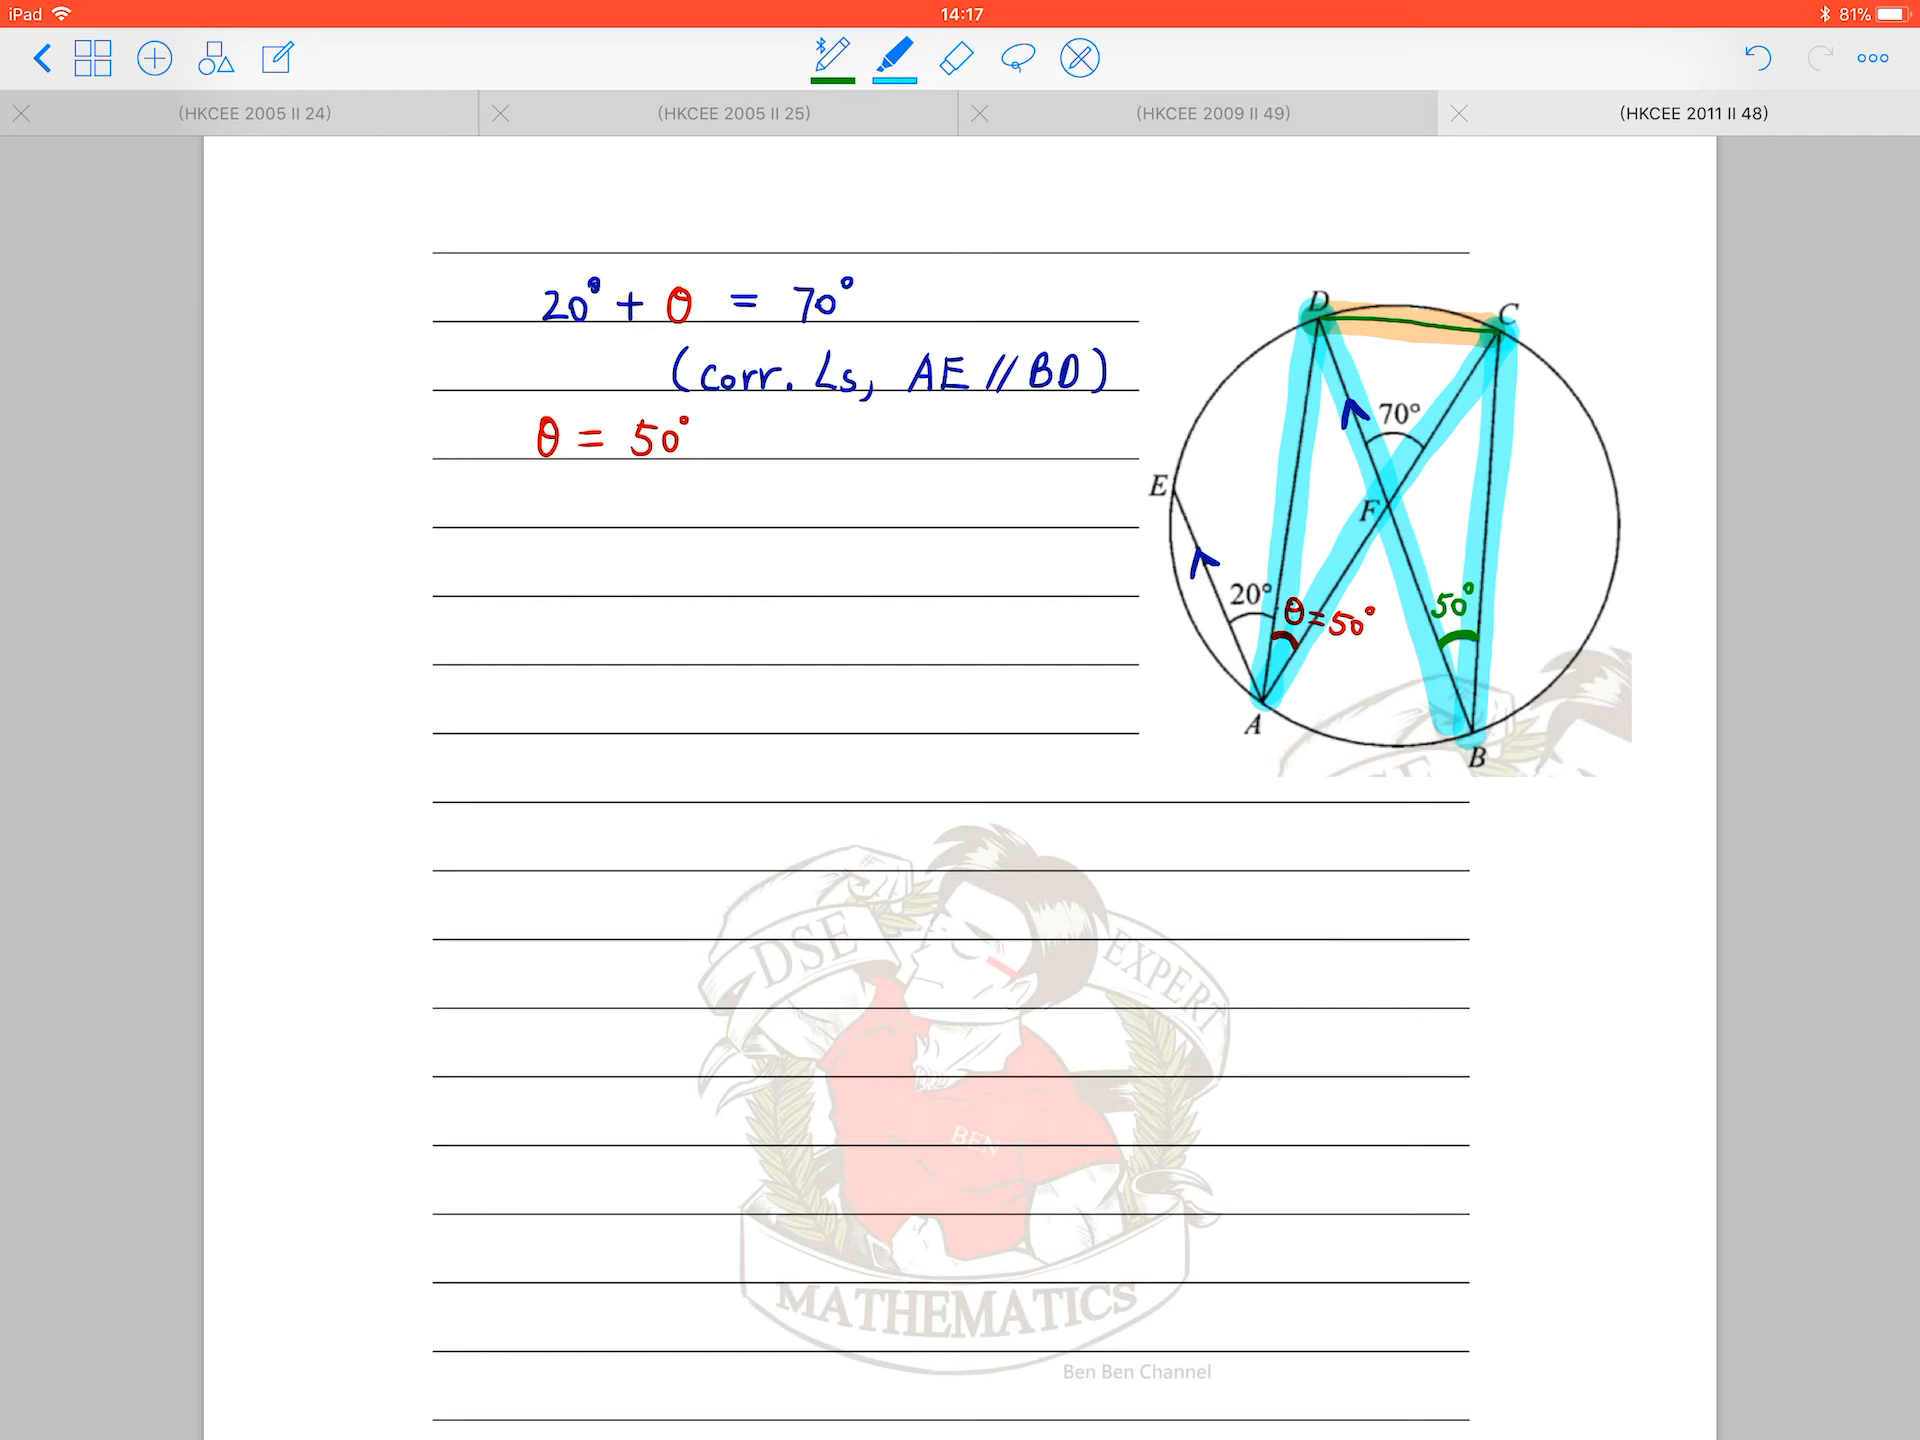 iPad 14:17 81%
(HKCEE 2005 II 24) (HKCEE 2005 II 25) (HKCEE 2009 II 49) (HKCEE 2011 II 48)
20° + θ = 70°
(corr. ∠s, AE // BD)
θ = 50°
D C
70°
E
F
20° θ=50° 50°
A
B
DSE EXPERT
BEN
MATHEMATICS
Ben Ben Channel